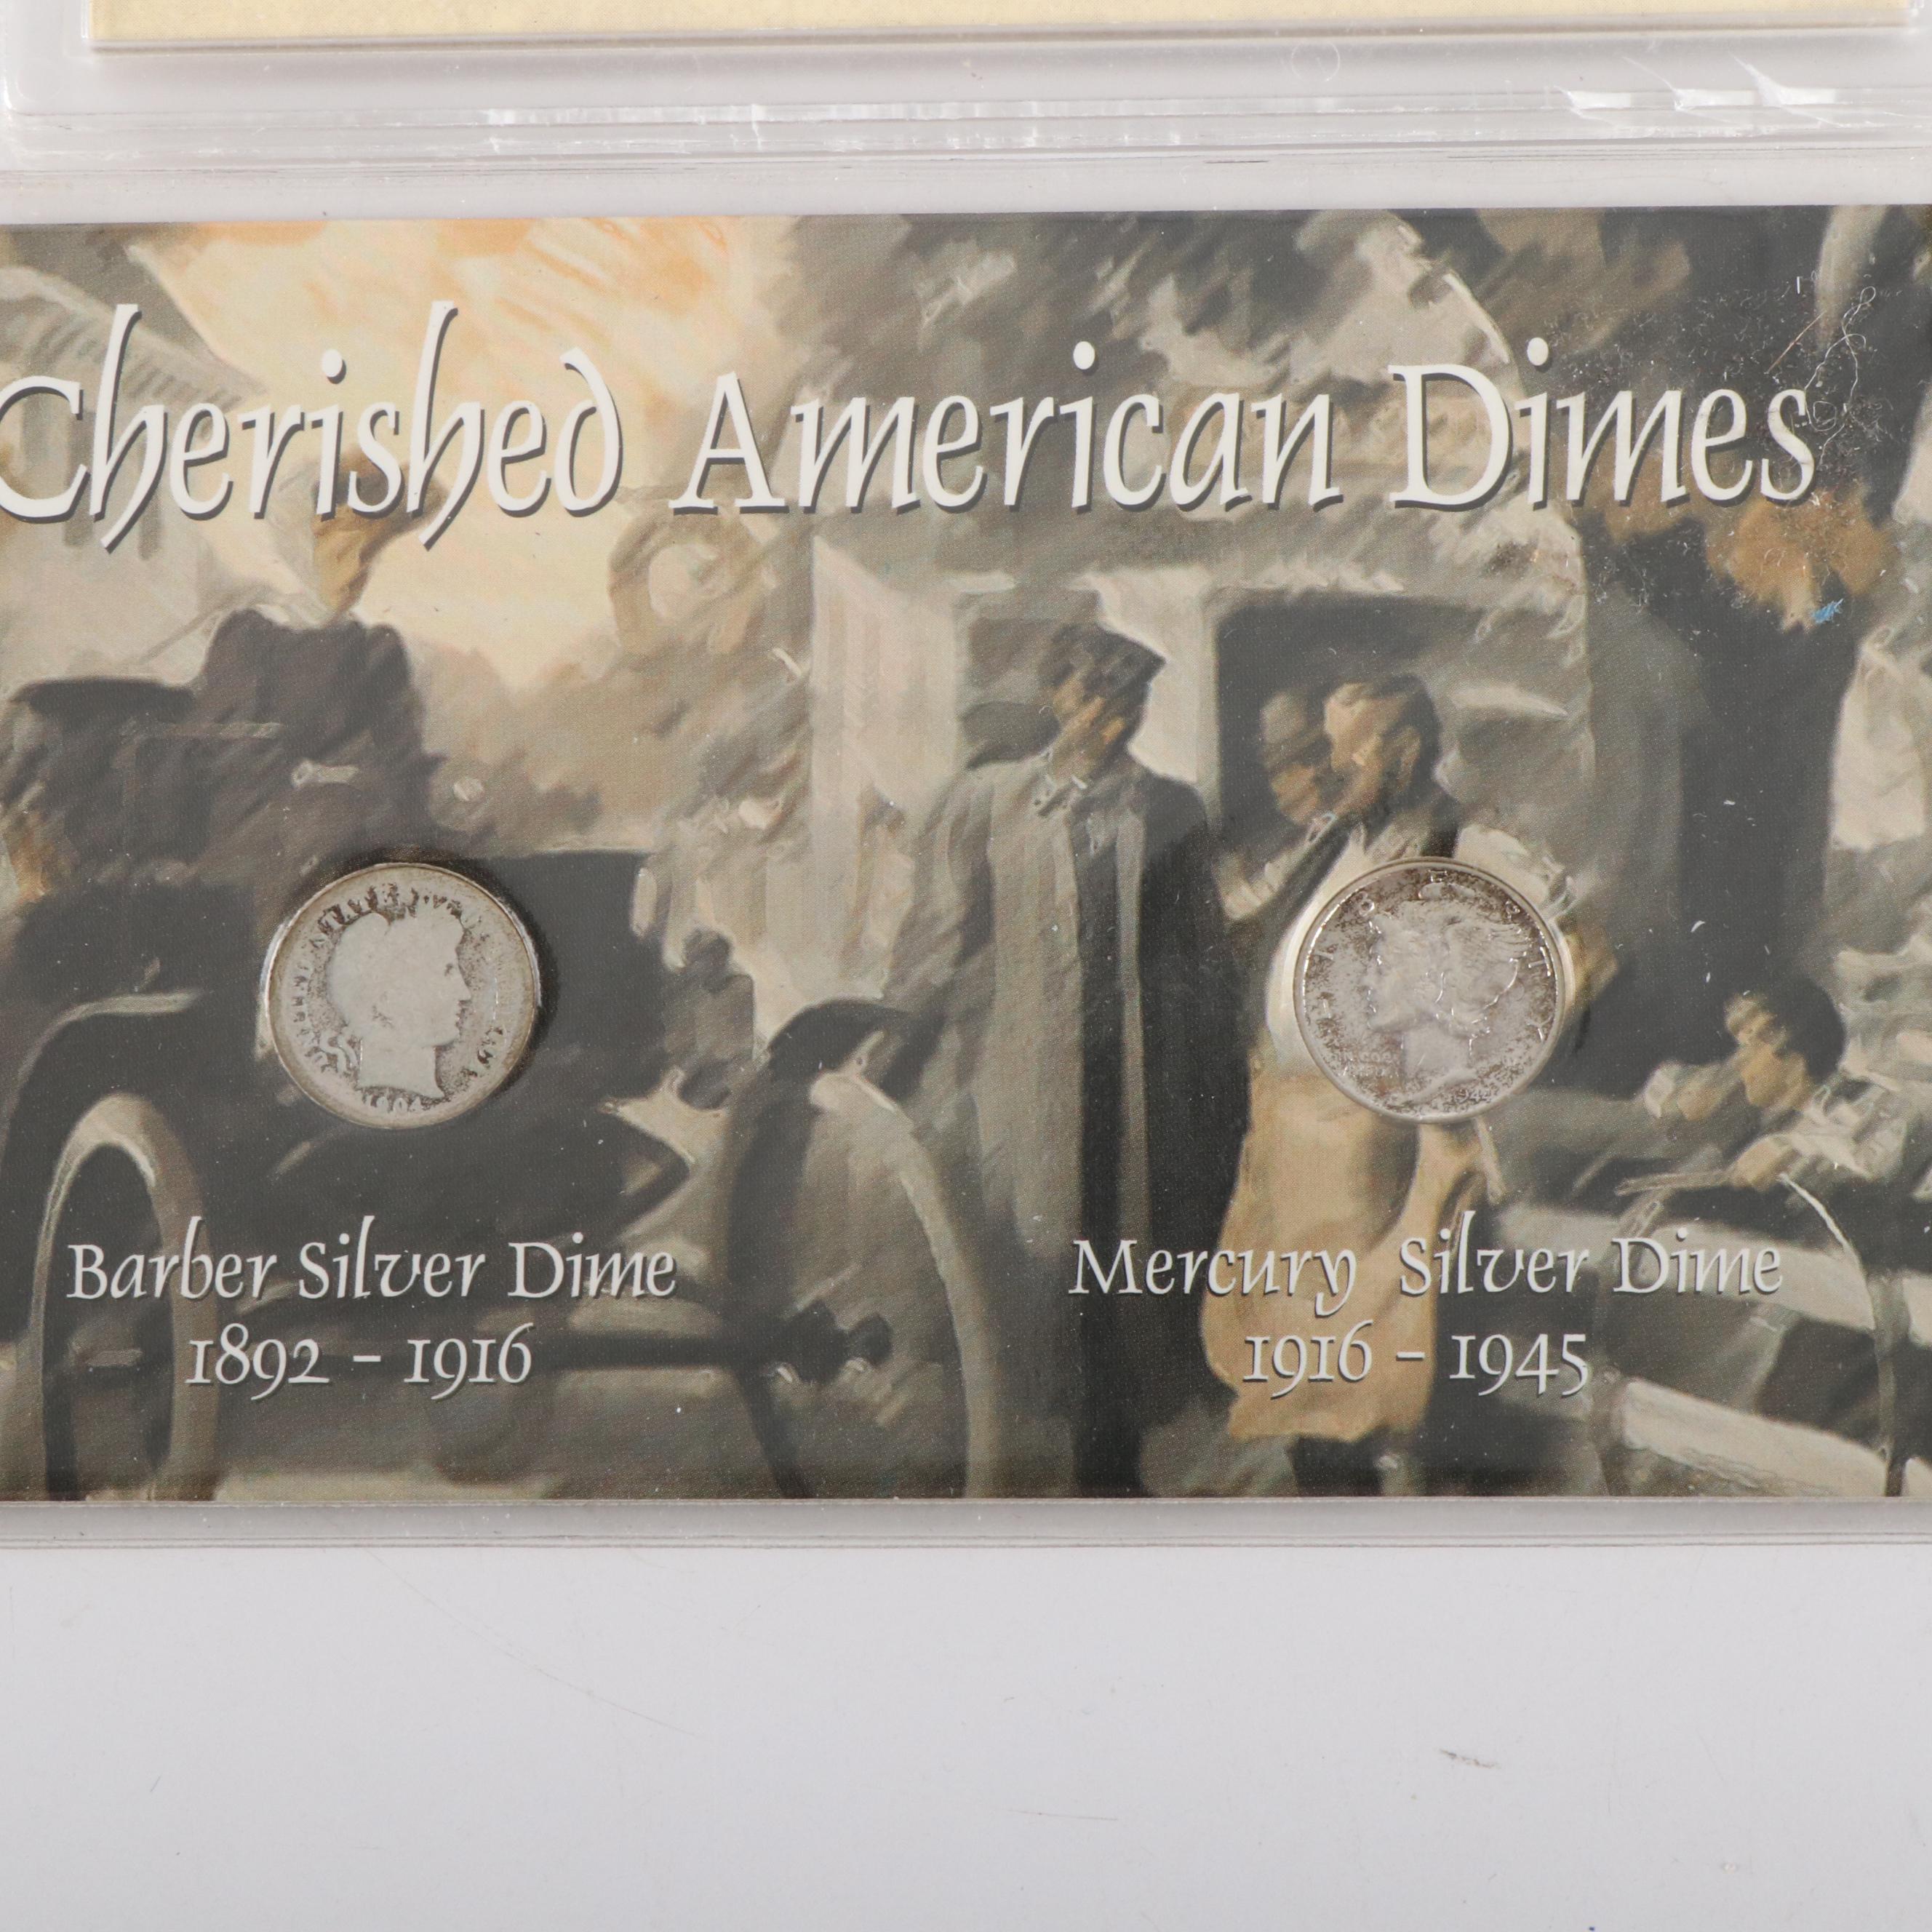 Cherished American Dimes
Barber Silver Dime
1892 - 1916
Mercury Silver Dime
1916 - 1945